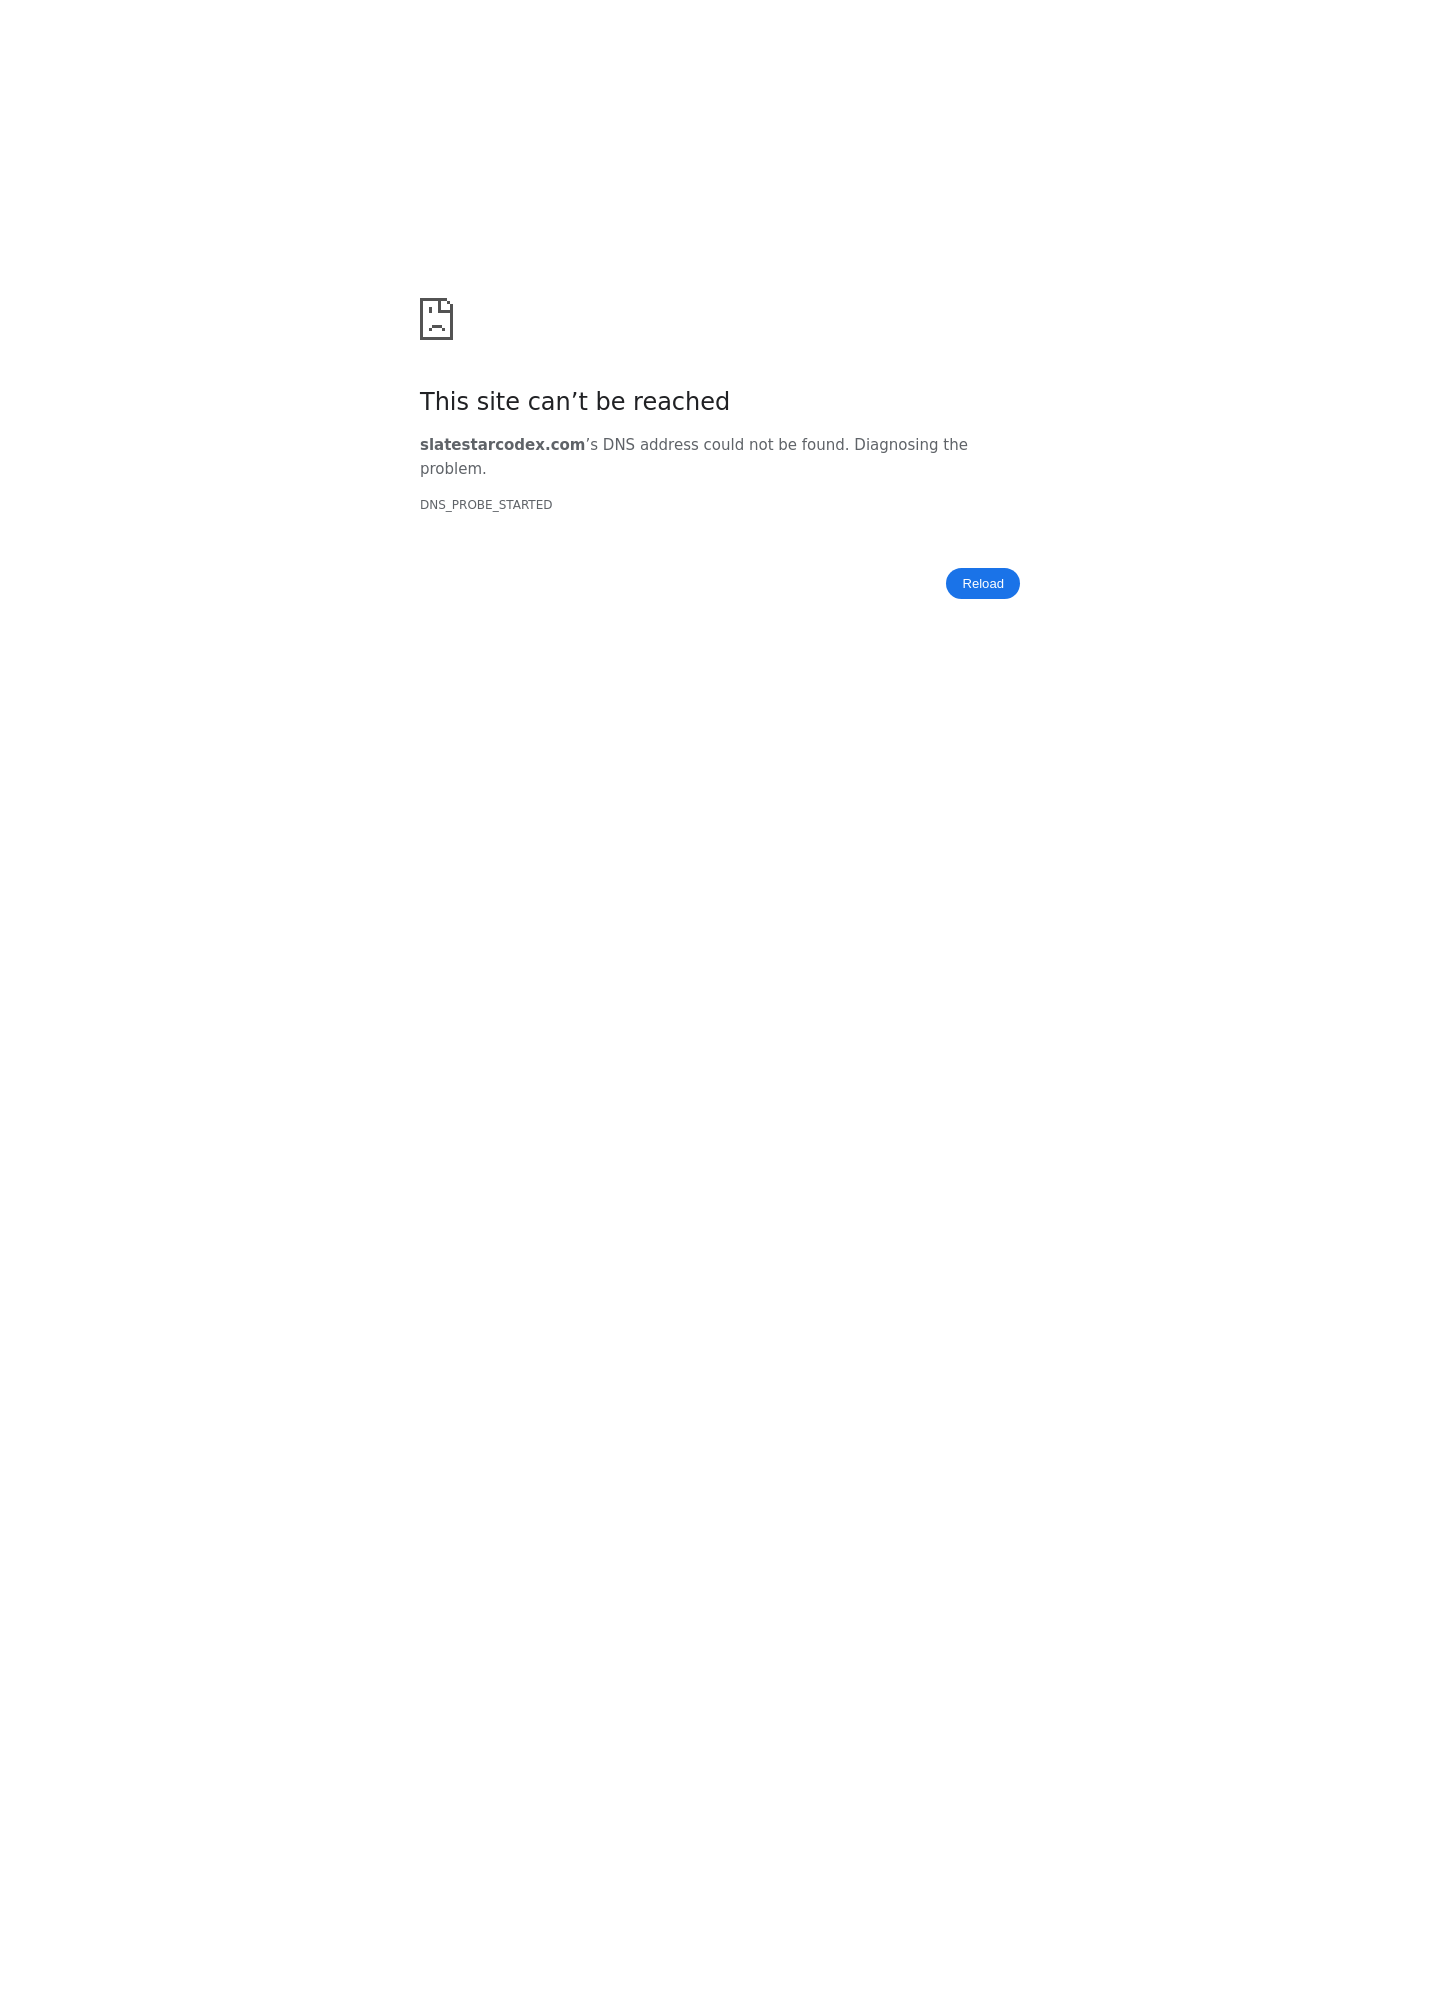 This site can’t be reached
slatestarcodex.com’s DNS address could not be found. Diagnosing the
problem.
DNS_PROBE_STARTED
Reload